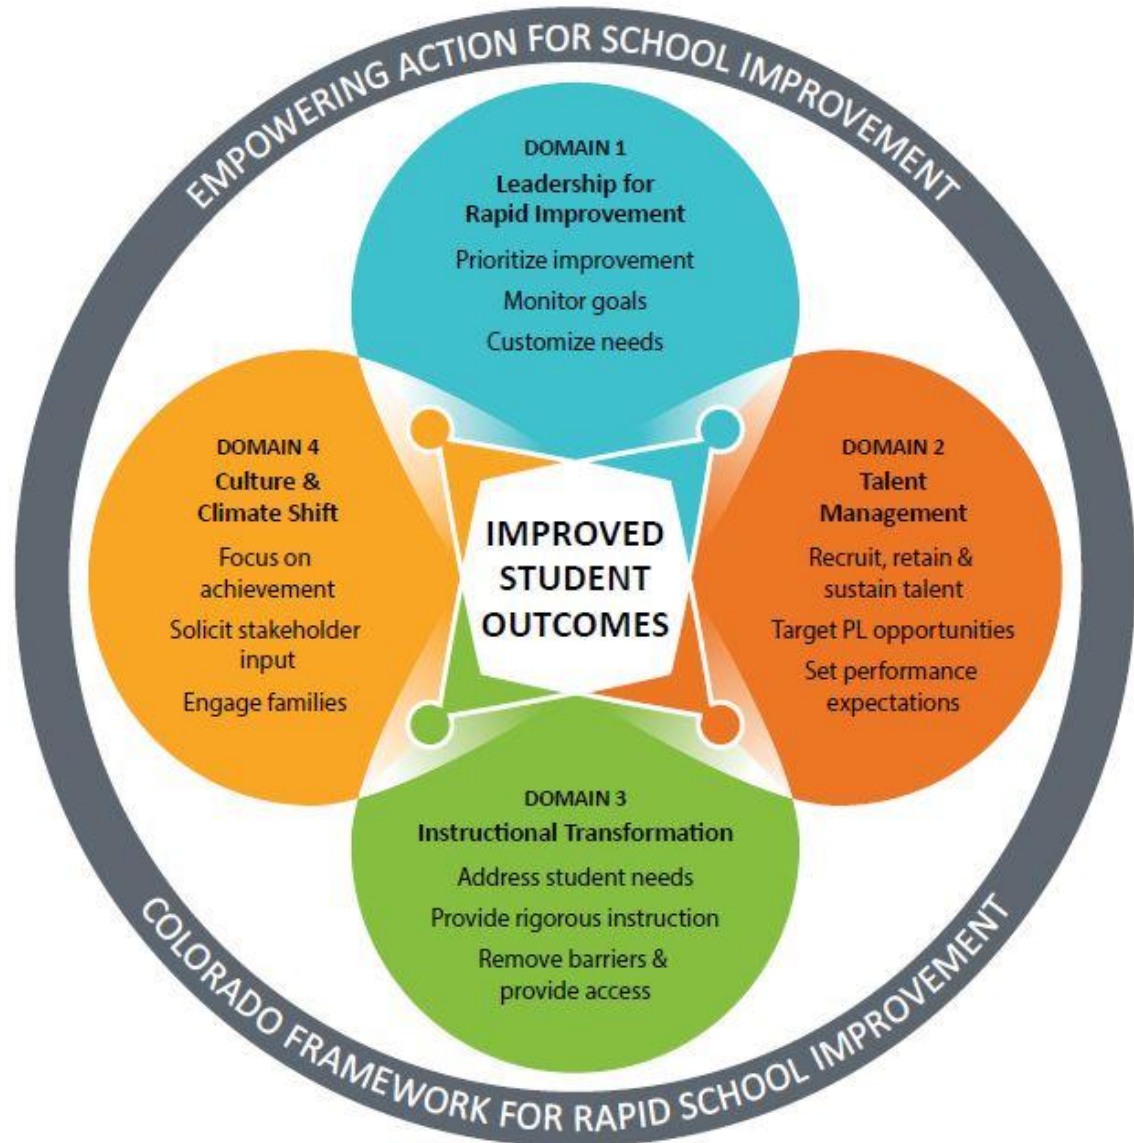 EMPOWERING ACTION FOR SCHOOL IMPROVEMENT
DOMAIN 1
Leadership for
Rapid Improvement
Prioritize improvement
Monitor goals
Customize needs
DOMAIN 2
Talent
Management
Recruit, retain &
sustain talent
Target PL opportunities
Set performance
expectations
DOMAIN 3
Instructional Transformation
Address student needs
Provide rigorous instruction
Remove barriers &
provide access
DOMAIN 4
Culture &
Climate Shift
Focus on
achievement
Solicit stakeholder
input
Engage families
IMPROVED
STUDENT
OUTCOMES
COLORADO FRAMEWORK FOR RAPID SCHOOL IMPROVEMENT